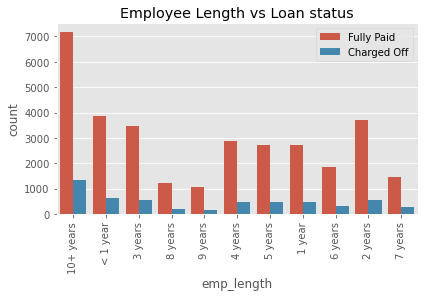 Employee Length vs Loan status
Fully Paid
Charged Off
count
7000
6000
5000
4000
3000
2000
1000
0
10+ years
< 1 year
3 years
8 years
9 years
4 years
5 years
1 year
6 years
2 years
7 years
emp_length